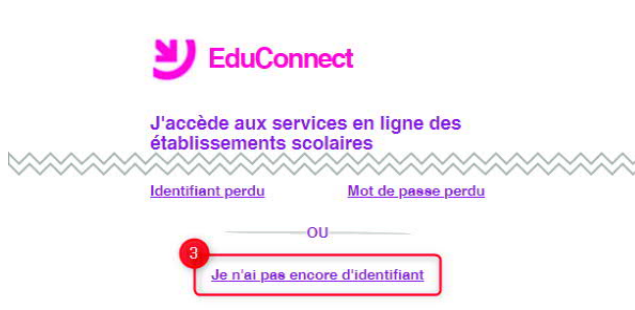 EduConnect
J'accède aux services en ligne des
établissements scolaires
Identifiant perdu Mot de passe perdu
OU
3
Je n'ai pas encore d'identifiant